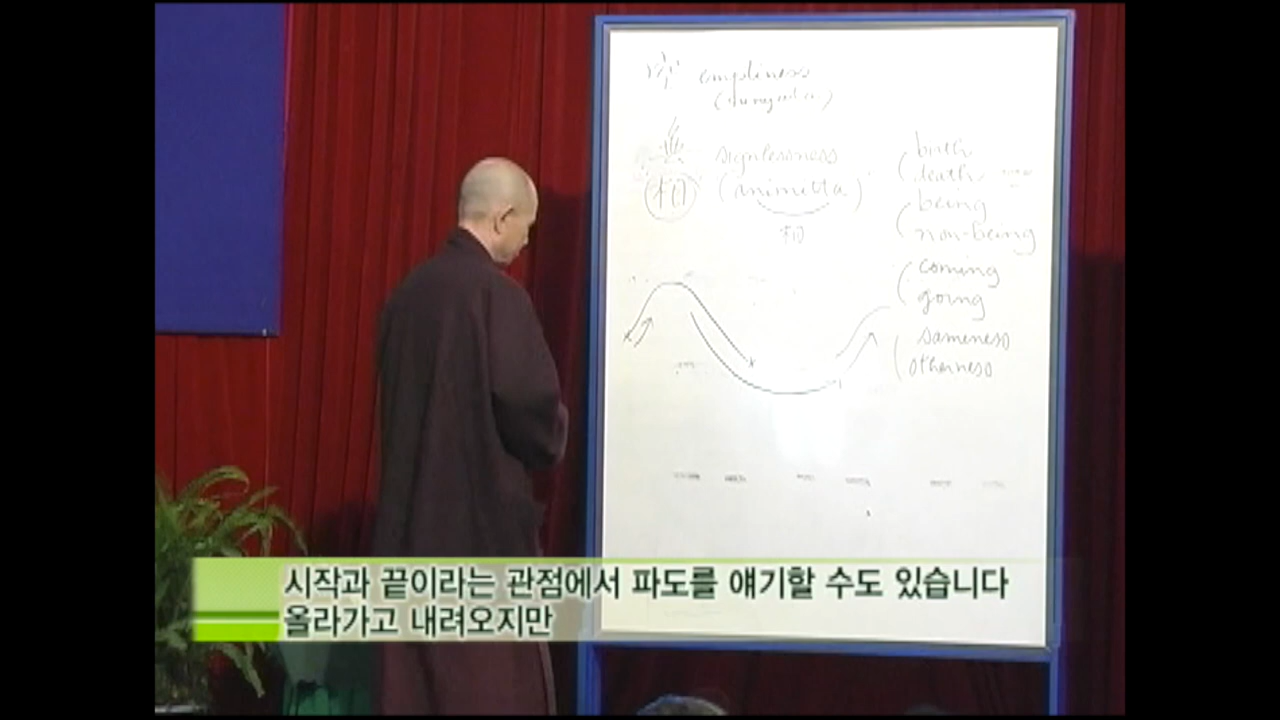 emptiness
(sunyata)
signlessness
(animitta)
相
相
birth
death
being
non-being
coming
going
sameness
otherness
시작과 끝이라는 관점에서 파도를 얘기할 수도 있습니다
올라가고 내려오지만